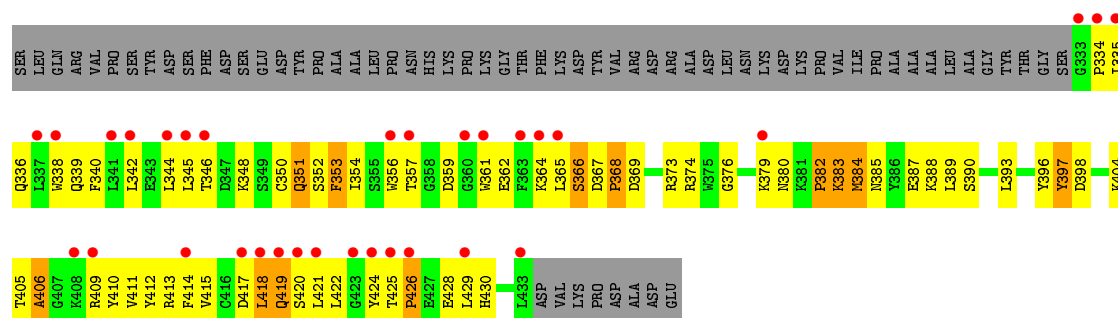 SER LEU GLN ARG VAL PRO SER TYR ASP SER PHE ASP SER GLU ASP TYR PRO ALA ALA LEU PRO ASN HIS LYS PRO LYS GLY THR PHE LYS ASP TYR VAL ARG ASP ARG ALA ASP LEU ASN LYS ASP LYS PRO VAL ILE PRO ALA ALA ALA LEU ALA GLY TYR THR GLY SER G333 P334 I335
Q336 L337 W338 Q339 F340 L341 L342 E343 L344 L345 T346 D347 K348 S349 C350 Q351 S352 F353 I354 S355 W356 T357 G358 D359 G360 W361 E362 F363 K364 L365 S366 D367 P368 D369 R373 R374 W375 G376 K379 N380 K381 P382 K383 M384 N385 Y386 E387 K388 L389 S390 L393 Y396 Y397 D398 K404
T405 A406 G407 K408 R409 Y410 V411 Y412 R413 F414 V415 C416 D417 L418 Q419 S420 L421 L422 G423 Y424 T425 P426 E427 E428 L429 H430 L433 ASP VAL LYS PRO ASP ALA ASP GLU